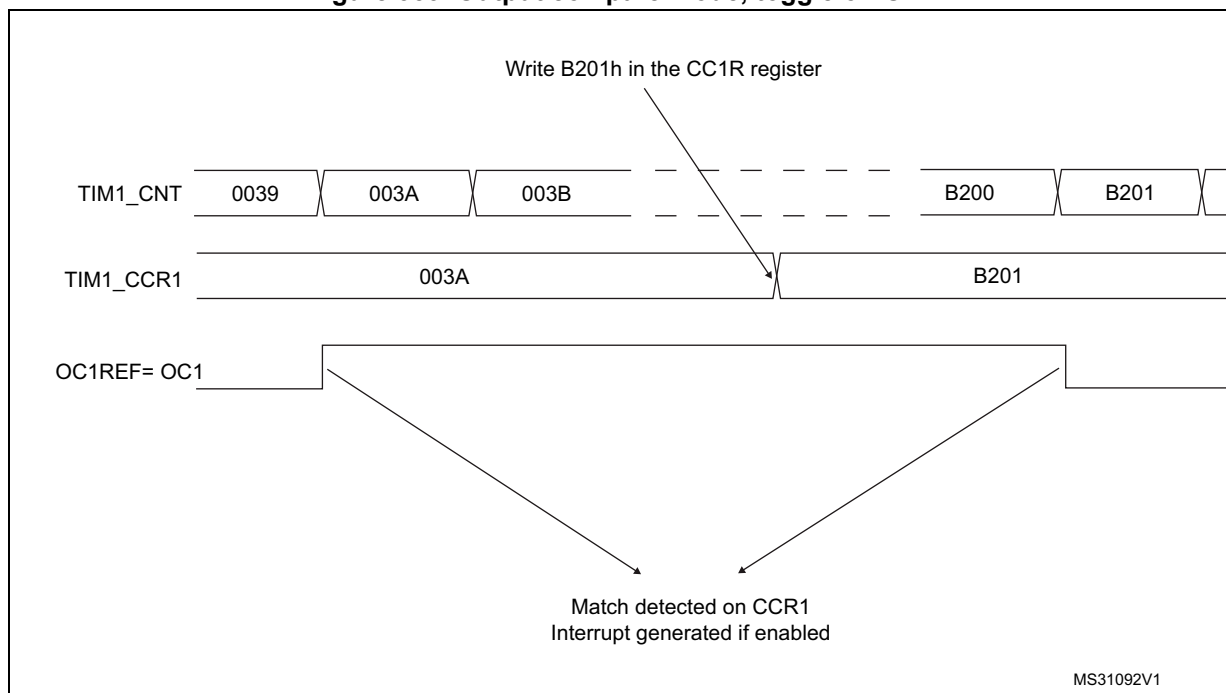 Write B201h in the CC1R register
TIM1_CNT 0039 003A 003B B200 B201
TIM1_CCR1 003A B201
OC1REF= OC1
Match detected on CCR1
Interrupt generated if enabled
MS31092V1